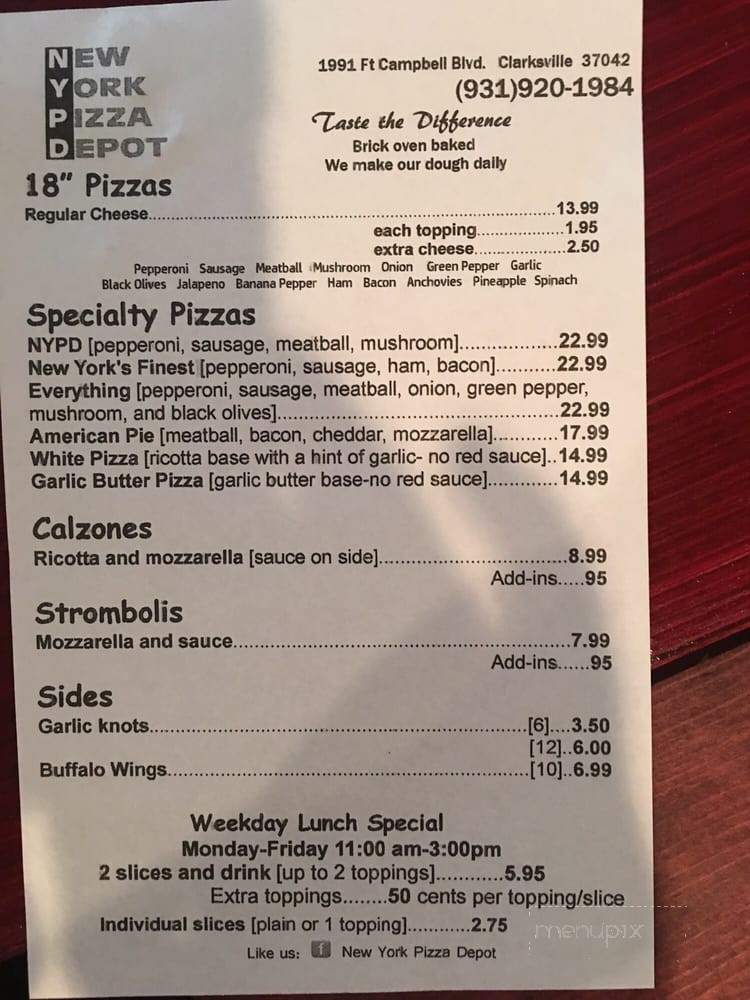 NEW
YORK
PIZZA
DEPOT
1991 Ft Campbell Blvd. Clarksville 37042
(931)920-1984
Taste the Difference
Brick oven baked
We make our dough daily
18" Pizzas
Regular Cheese......................................................................................13.99
each topping..................1.95
extra cheese...................2.50
Pepperoni Sausage Meatball Mushroom Onion Green Pepper Garlic
Black Olives Jalapeno Banana Pepper Ham Bacon Anchovies Pineapple Spinach
Specialty Pizzas
NYPD [pepperoni, sausage, meatball, mushroom]..................22.99
New York's Finest [pepperoni, sausage, ham, bacon]...........22.99
Everything [pepperoni, sausage, meatball, onion, green pepper,
mushroom, and black olives]....................................................22.99
American Pie [meatball, bacon, cheddar, mozzarella]............17.99
White Pizza [ricotta base with a hint of garlic- no red sauce]..14.99
Garlic Butter Pizza [garlic butter base-no red sauce].............14.99
Calzones
Ricotta and mozzarella [sauce on side]...................................8.99
Add-ins.....95
Strombolis
Mozzarella and sauce................................................................7.99
Add-ins......95
Sides
Garlic knots......................................................................[6]....3.50
[12]..6.00
Buffalo Wings...................................................................[10]..6.99
Weekday Lunch Special
Monday-Friday 11:00 am-3:00pm
2 slices and drink [up to 2 toppings]............5.95
Extra toppings........50 cents per topping/slice
Individual slices [plain or 1 topping]............2.75
Like us: f New York Pizza Depot
menupix